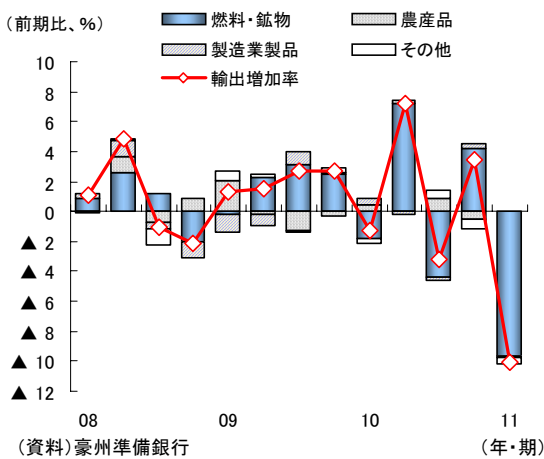 (前期比、%)
燃料・鉱物
農産品
製造業製品
その他
輸出増加率
10
8
6
4
2
0
▲ 2
▲ 4
▲ 6
▲ 8
▲ 10
▲ 12
08 09 10 11
(資料)豪州準備銀行 (年・期)